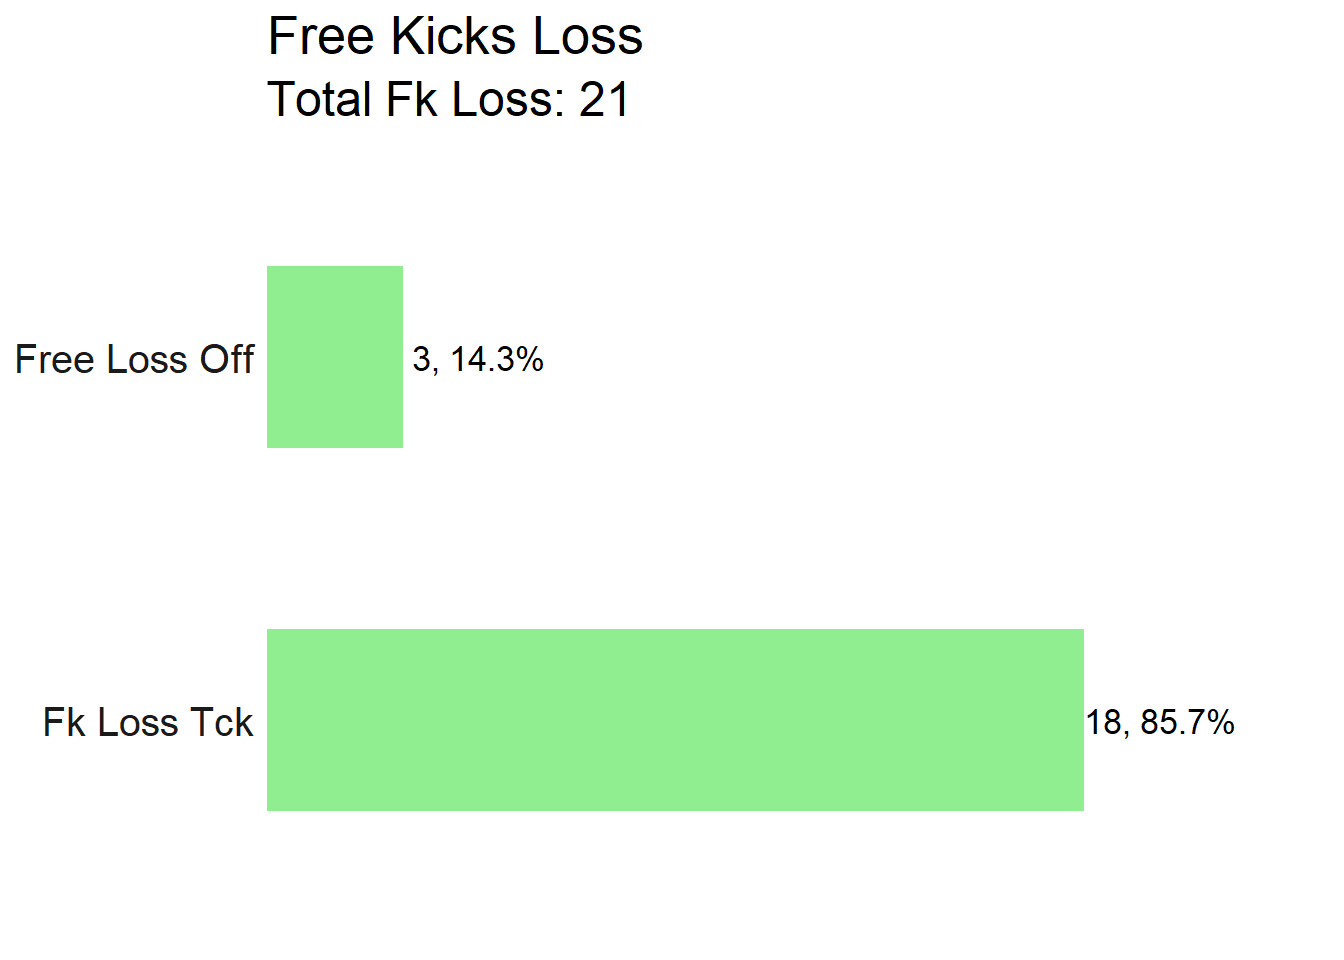 Free Kicks Loss
Total Fk Loss: 21
Free Loss Off
3, 14.3%
Fk Loss Tck
18, 85.7%